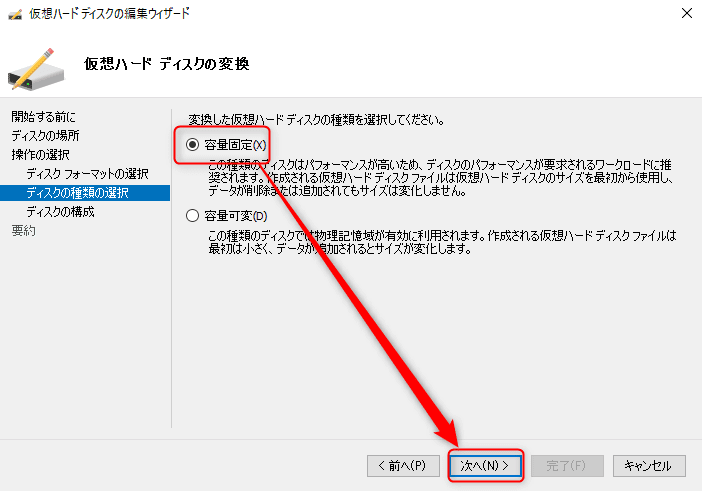 仮想ハード ディスクの編集ウィザード
仮想ハード ディスクの変換
開始する前に
ディスクの場所
操作の選択
ディスク フォーマットの選択
ディスクの種類の選択
ディスクの構成
要約
変換した仮想ハード ディスクの種類を選択してください。
容量固定(X)
この種類のディスクはパフォーマンスが高いため、ディスクのパフォーマンスが要求されるワークロードに推
奨されます。作成される仮想ハード ディスク ファイルは仮想ハード ディスクのサイズを最初から使用し、
データが削除または追加されてもサイズは変化しません。
容量可変(D)
この種類のディスクでは物理記憶域が有効に利用されます。作成される仮想ハード ディスク ファイルは
最初は小さく、データが追加されるとサイズが変化します。
< 前へ(P)
次へ(N) >
完了(F)
キャンセル